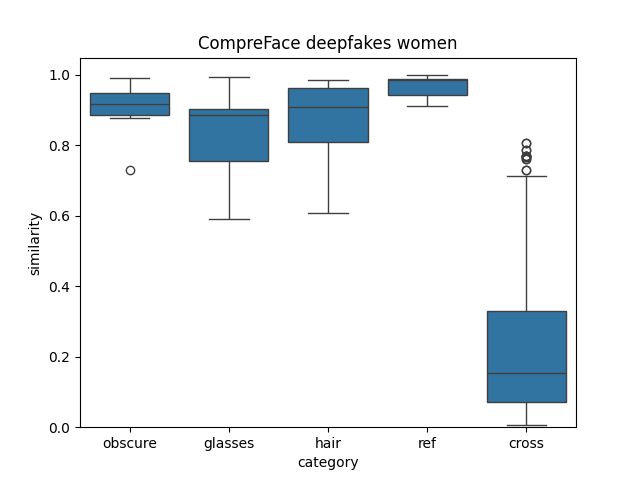 CompreFace deepfakes women
1.0
0.8
0.6
0.4
0.2
0.0
similarity
obscure glasses hair ref cross
category